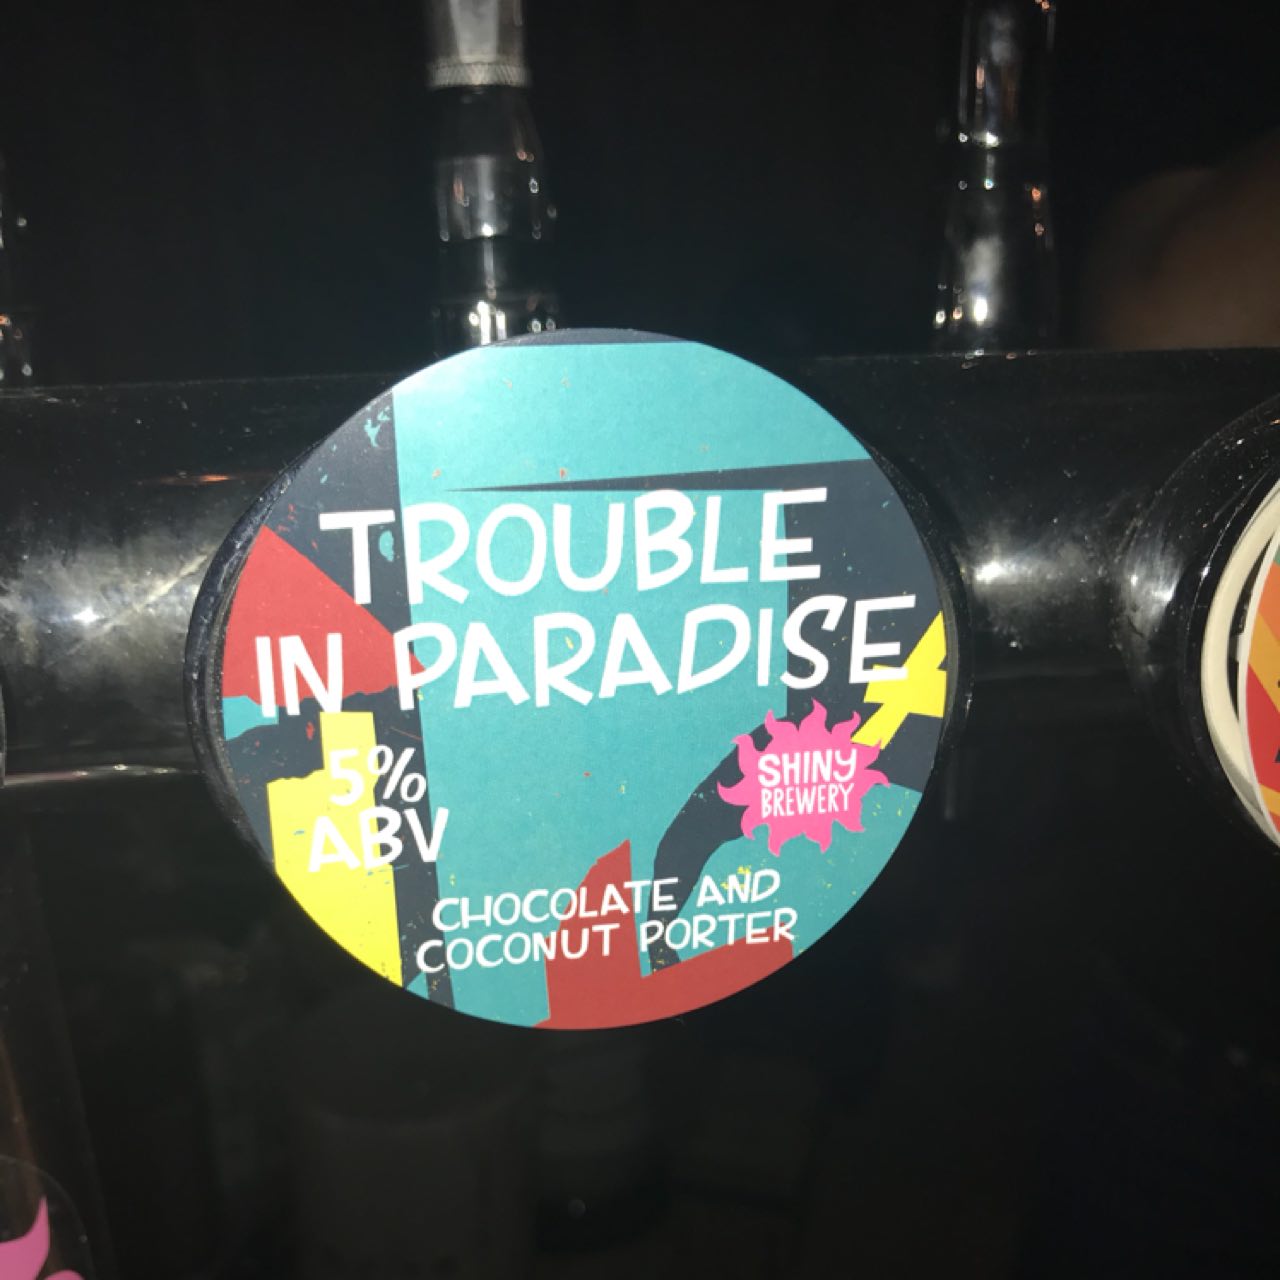 TROUBLE
IN PARADISE
5%
ABV
SHINY
BREWERY
CHOCOLATE AND
COCONUT PORTER